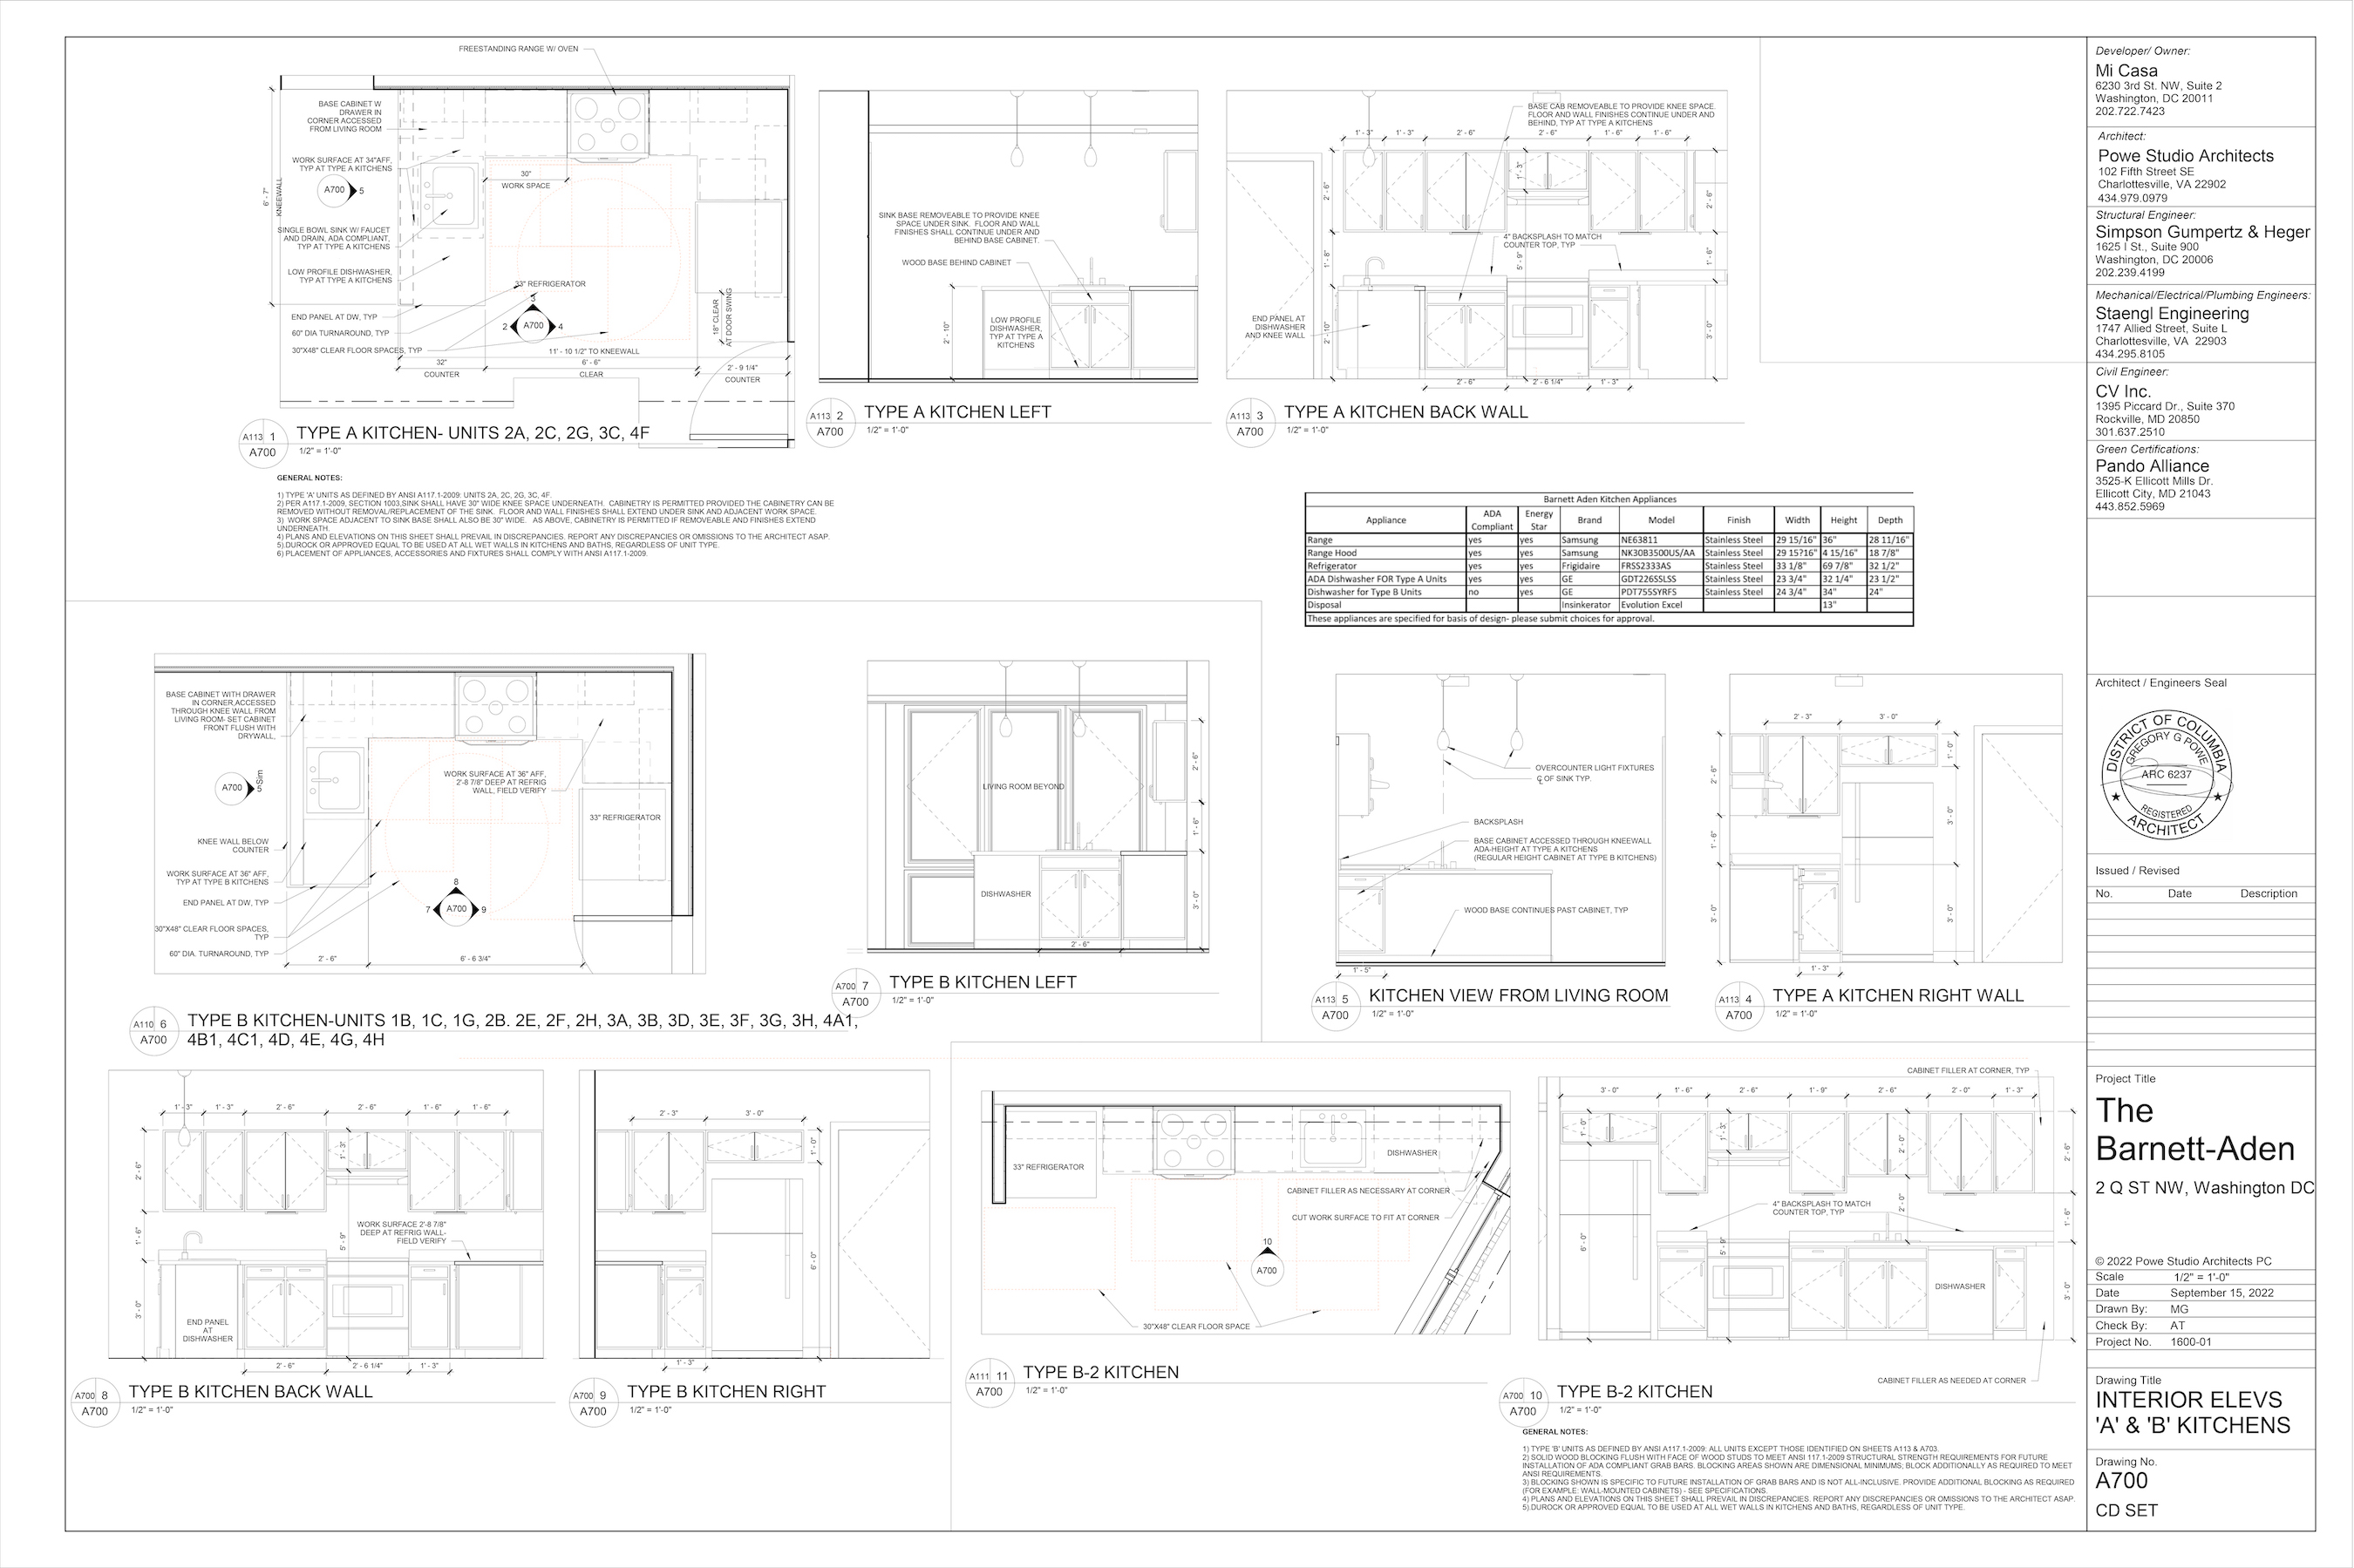 FREESTANDING RANGE W/ OVEN
BASE CABINET W
DRAWER IN
CORNER ACCESSED
FROM LIVING ROOM
WORK SURFACE AT 34"AFF,
TYP AT TYPE A KITCHENS
A700
5
6' - 7"
KNEEWALL
SINGLE BOWL SINK W/ FAUCET
AND DRAIN, ADA COMPLIANT,
TYP AT TYPE A KITCHENS
LOW PROFILE DISHWASHER,
TYP AT TYPE A KITCHENS
END PANEL AT DW, TYP
60" DIA TURNAROUND, TYP
30"X48" CLEAR FLOOR SPACES, TYP
30"
WORK SPACE
33" REFRIGERATOR
3
2 A700 4
18" CLEAR
AT DOOR SWING
11' - 10 1/2" TO KNEEWALL
32"
COUNTER
6' - 6"
CLEAR
2' - 9 1/4"
COUNTER
A113 1
A700
TYPE A KITCHEN- UNITS 2A, 2C, 2G, 3C, 4F
1/2" = 1'-0"
SINK BASE REMOVEABLE TO PROVIDE KNEE
SPACE UNDER SINK. FLOOR AND WALL
FINISHES SHALL CONTINUE UNDER AND
BEHIND BASE CABINET.
WOOD BASE BEHIND CABINET
2' - 10"
LOW PROFILE
DISHWASHER,
TYP AT TYPE A
KITCHENS
A113 2
A700
TYPE A KITCHEN LEFT
1/2" = 1'-0"
BASE CAB REMOVEABLE TO PROVIDE KNEE SPACE.
FLOOR AND WALL FINISHES CONTINUE UNDER AND
BEHIND, TYP AT TYPE A KITCHENS
1' - 3" 1' - 3" 2' - 6" 2' - 6" 1' - 6" 1' - 6"
1' - 3"
2' - 6"
2' - 6"
4" BACKSPLASH TO MATCH
COUNTER TOP, TYP
1' - 8"
5' - 9"
1' - 6"
END PANEL AT
DISHWASHER
AND KNEE WALL
2' - 10"
3' - 0"
2' - 6" 2' - 6 1/4" 1' - 3"
A113 3
A700
TYPE A KITCHEN BACK WALL
1/2" = 1'-0"
GENERAL NOTES:
1) TYPE 'A' UNITS AS DEFINED BY ANSI A117.1-2009: UNITS 2A, 2C, 2G, 3C, 4F.
2) PER A117.1-2009, SECTION 1003,SINK SHALL HAVE 30" WIDE KNEE SPACE UNDERNEATH. CABINETRY IS PERMITTED PROVIDED THE CABINETRY CAN BE
REMOVED WITHOUT REMOVAL/REPLACEMENT OF THE SINK. FLOOR AND WALL FINISHES SHALL EXTEND UNDER SINK AND ADJACENT WORK SPACE.
3) WORK SPACE ADJACENT TO SINK BASE SHALL ALSO BE 30" WIDE. AS ABOVE, CABINETRY IS PERMITTED IF REMOVEABLE AND FINISHES EXTEND
UNDERNEATH.
4) PLANS AND ELEVATIONS ON THIS SHEET SHALL PREVAIL IN DISCREPANCIES. REPORT ANY DISCREPANCIES OR OMISSIONS TO THE ARCHITECT ASAP.
5) DUROCK OR APPROVED EQUAL TO BE USED AT ALL WET WALLS IN KITCHENS AND BATHS, REGARDLESS OF UNIT TYPE.
6) PLACEMENT OF APPLIANCES, ACCESSORIES AND FIXTURES SHALL COMPLY WITH ANSI A117.1-2009.
Barnett Aden Kitchen Appliances
Appliance ADA Compliant Energy Star Brand Model Finish Width Height Depth
Range yes yes Samsung NE63811 Stainless Steel 29 15/16" 36" 28 11/16"
Range Hood yes yes Samsung NK30B3500US/AA Stainless Steel 29 15?16" 4 15/16" 18 7/8"
Refrigerator yes yes Frigidaire FRSS2333AS Stainless Steel 33 1/8" 69 7/8" 32 1/2"
ADA Dishwasher FOR Type A Units yes yes GE GDT226SSLSS Stainless Steel 23 3/4" 32 1/4" 23 1/2"
Dishwasher for Type B Units no yes GE PDT755SYRFS Stainless Steel 24 3/4" 34" 24"
Disposal Insinkerator Evolution Excel 13"
These appliances are specified for basis of design- please submit choices for approval.
BASE CABINET WITH DRAWER
IN CORNER,ACCESSED
THROUGH KNEE WALL FROM
LIVING ROOM- SET CABINET
FRONT FLUSH WITH
DRYWALL,
A700
5
Sim
WORK SURFACE AT 36" AFF,
2'-8 7/8" DEEP AT REFRIG
WALL, FIELD VERIFY
33" REFRIGERATOR
KNEE WALL BELOW
COUNTER
WORK SURFACE AT 36" AFF,
TYP AT TYPE B KITCHENS
END PANEL AT DW, TYP
30"X48" CLEAR FLOOR SPACES,
TYP
60" DIA. TURNAROUND, TYP
8
7 A700 9
2' - 6" 6' - 6 3/4"
A110 6
A700
TYPE B KITCHEN-UNITS 1B, 1C, 1G, 2B. 2E, 2F, 2H, 3A, 3B, 3D, 3E, 3F, 3G, 3H, 4A1,
4B1, 4C1, 4D, 4E, 4G, 4H
LIVING ROOM BEYOND
DISHWASHER
2' - 6"
1' - 6"
3' - 0"
2' - 6"
A700 7
A700
TYPE B KITCHEN LEFT
1/2" = 1'-0"
OVERCOUNTER LIGHT FIXTURES
℄ OF SINK TYP.
BACKSPLASH
BASE CABINET ACCESSED THROUGH KNEEWALL
ADA-HEIGHT AT TYPE A KITCHENS
(REGULAR HEIGHT CABINET AT TYPE B KITCHENS)
WOOD BASE CONTINUES PAST CABINET, TYP
1' - 5"
A113 5
A700
KITCHEN VIEW FROM LIVING ROOM
1/2" = 1'-0"
2' - 3" 3' - 0"
1' - 0"
2' - 6"
1' - 6"
3' - 0"
3' - 0"
3' - 0"
1' - 3"
A113 4
A700
TYPE A KITCHEN RIGHT WALL
1/2" = 1'-0"
1' - 3" 1' - 3" 2' - 6" 2' - 6" 1' - 6" 1' - 6"
1' - 3"
2' - 6"
1' - 6"
5' - 9"
WORK SURFACE 2'-8 7/8"
DEEP AT REFRIG WALL-
FIELD VERIFY
3' - 0"
END PANEL
AT
DISHWASHER
2' - 6" 2' - 6 1/4" 1' - 3"
A700 8
A700
TYPE B KITCHEN BACK WALL
1/2" = 1'-0"
2' - 3" 3' - 0"
1' - 0"
6' - 0"
1' - 3"
A700 9
A700
TYPE B KITCHEN RIGHT
1/2" = 1'-0"
33" REFRIGERATOR
DISHWASHER
CABINET FILLER AS NECESSARY AT CORNER
CUT WORK SURFACE TO FIT AT CORNER
10
A700
30"X48" CLEAR FLOOR SPACE
A111 11
A700
TYPE B-2 KITCHEN
1/2" = 1'-0"
CABINET FILLER AT CORNER, TYP
3' - 0" 1' - 6" 2' - 6" 1' - 9" 2' - 6" 2' - 0" 1' - 3"
1' - 0"
1' - 3"
2' - 0"
2' - 6"
4" BACKSPLASH TO MATCH
COUNTER TOP, TYP
2' - 0"
1' - 6"
6' - 0"
5' - 9"
DISHWASHER
3' - 0"
CABINET FILLER AS NEEDED AT CORNER
A700 10
A700
TYPE B-2 KITCHEN
1/2" = 1'-0"
GENERAL NOTES:
1) TYPE 'B' UNITS AS DEFINED BY ANSI A117.1-2009: ALL UNITS EXCEPT THOSE IDENTIFIED ON SHEETS A113 & A703.
2) SOLID WOOD BLOCKING FLUSH WITH FACE OF WOOD STUDS TO MEET ANSI 117.1-2009 STRUCTURAL STRENGTH REQUIREMENTS FOR FUTURE
INSTALLATION OF ADA COMPLIANT GRAB BARS. BLOCKING AREAS SHOWN ARE DIMENSIONAL MINIMUMS; BLOCK ADDITIONALLY AS REQUIRED TO MEET
ANSI REQUIREMENTS.
3) BLOCKING SHOWN IS SPECIFIC TO FUTURE INSTALLATION OF GRAB BARS AND IS NOT ALL-INCLUSIVE. PROVIDE ADDITIONAL BLOCKING AS REQUIRED
(FOR EXAMPLE: WALL-MOUNTED CABINETS) - SEE SPECIFICATIONS.
4) PLANS AND ELEVATIONS ON THIS SHEET SHALL PREVAIL IN DISCREPANCIES. REPORT ANY DISCREPANCIES OR OMISSIONS TO THE ARCHITECT ASAP.
5).DUROCK OR APPROVED EQUAL TO BE USED AT ALL WET WALLS IN KITCHENS AND BATHS, REGARDLESS OF UNIT TYPE.
Developer/ Owner:
Mi Casa
6230 3rd St. NW, Suite 2
Washington, DC 20011
202.722.7423
Architect:
Powe Studio Architects
102 Fifth Street SE
Charlottesville, VA 22902
434.979.0979
Structural Engineer:
Simpson Gumpertz & Heger
1625 I St., Suite 900
Washington, DC 20006
202.239.4199
Mechanical/Electrical/Plumbing Engineers:
Staengl Engineering
1747 Allied Street, Suite L
Charlottesville, VA 22903
434.295.8105
Civil Engineer:
CV Inc.
1395 Piccard Dr., Suite 370
Rockville, MD 20850
301.637.2510
Green Certifications:
Pando Alliance
3525-K Ellicott Mills Dr.
Ellicott City, MD 21043
443.852.5969
Architect / Engineers Seal
DISTRICT OF COLUMBIA
GREGORY G POWE
ARC 6237
REGISTERED
ARCHITECT
Issued / Revised
No. Date Description
Project Title
The
Barnett-Aden
2 Q ST NW, Washington DC
© 2022 Powe Studio Architects PC
Scale 1/2" = 1'-0"
Date September 15, 2022
Drawn By: MG
Check By: AT
Project No. 1600-01
Drawing Title
INTERIOR ELEVS
'A' & 'B' KITCHENS
Drawing No.
A700
CD SET